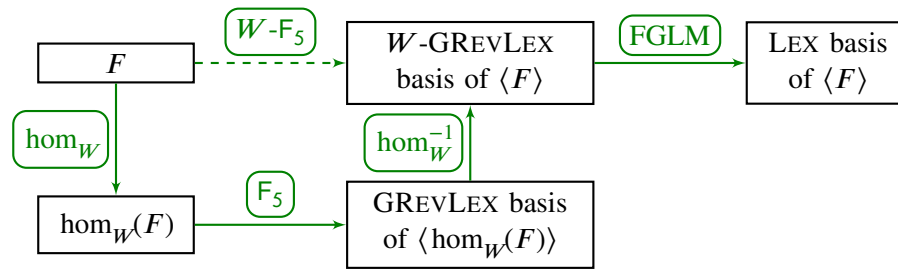 F
W-F₅
W-GREVLEX
basis of ⟨F⟩
FGLM
LEX basis
of ⟨F⟩
hom_W
hom_W^{-1}
hom_W(F)
F₅
GREVLEX basis
of ⟨hom_W(F)⟩